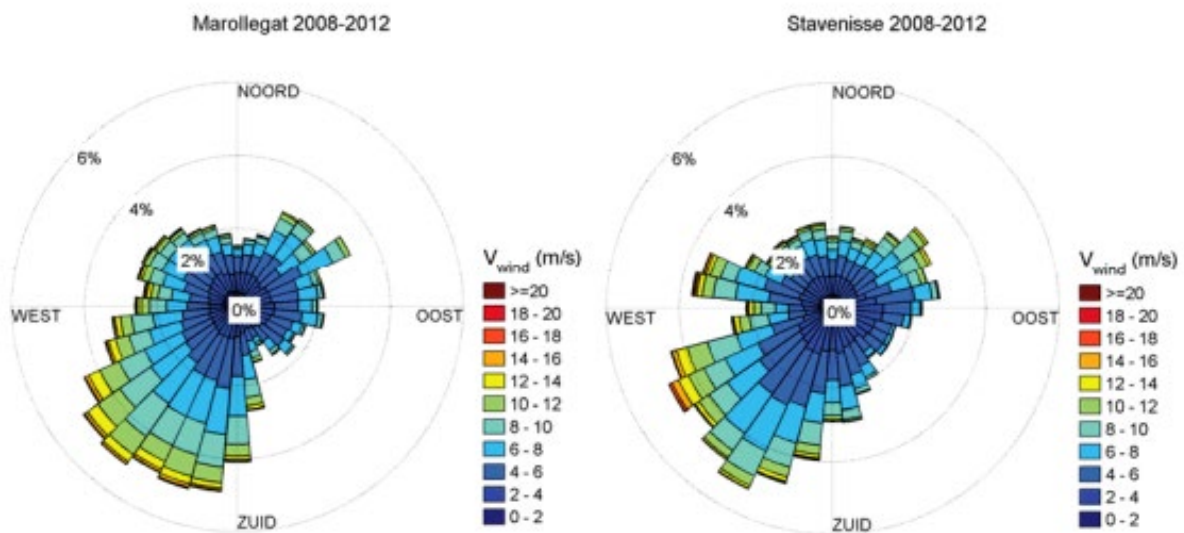 Marollegat 2008-2012
NOORD
6%
4%
2%
0%
WEST
OOST
ZUID
V_wind (m/s)
>=20
18 - 20
16 - 18
14 - 16
12 - 14
10 - 12
8 - 10
6 - 8
4 - 6
2 - 4
0 - 2
Stavenisse 2008-2012
NOORD
6%
4%
2%
0%
WEST
OOST
ZUID
V_wind (m/s)
>=20
18 - 20
16 - 18
14 - 16
12 - 14
10 - 12
8 - 10
6 - 8
4 - 6
2 - 4
0 - 2